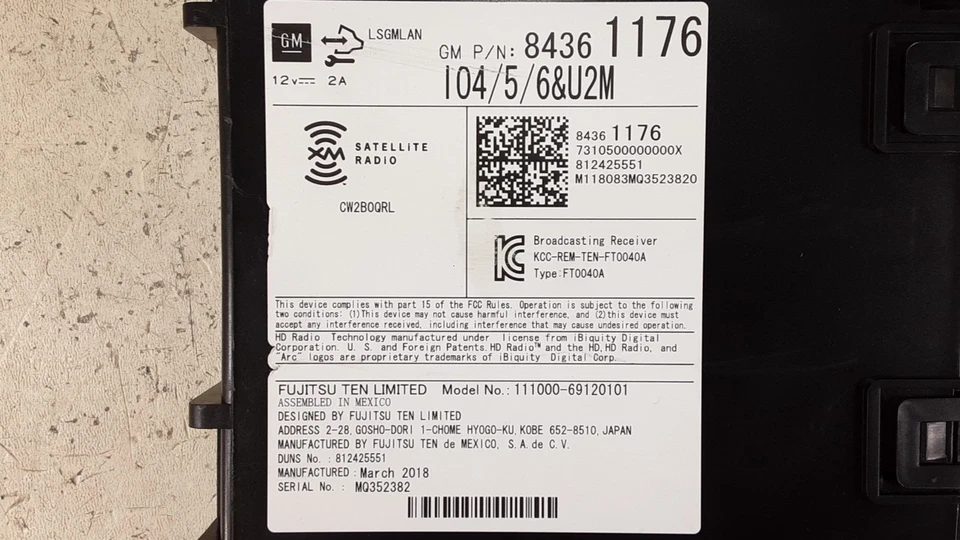 GM LSGMLAN
12v⎓ 2A
GM P/N: 8436 1176
I04/5/6&U2M
XM SATELLITE
RADIO
CW2B0QRL
8436 1176
7310500000000X
812425551
M118083MQ3523820
Broadcasting Receiver
KCC-REM-TEN-FT0040A
Type:FT0040A
This device complies with part 15 of the FCC Rules. Operation is subject to the following
two conditions: (1)This device may not cause harmful interference, and (2)this device must
accept any interference received, including interference that may cause undesired operation.
HD Radio Technology manufactured under license from iBiquity Digital
Corporation. U. S. and Foreign Patents. HD Radio™ and the HD, HD Radio, and
"Arc" logos are proprietary trademarks of iBiquity Digital Corp.
FUJITSU TEN LIMITED Model No.: 111000-69120101
ASSEMBLED IN MEXICO
DESIGNED BY FUJITSU TEN LIMITED
ADDRESS 2-28, GOSHO-DORI 1-CHOME HYOGO-KU, KOBE 652-8510, JAPAN
MANUFACTURED BY FUJITSU TEN de MEXICO, S. A. de C. V.
DUNS No. : 812425551
MANUFACTURED : March 2018
SERIAL No. : MQ352382